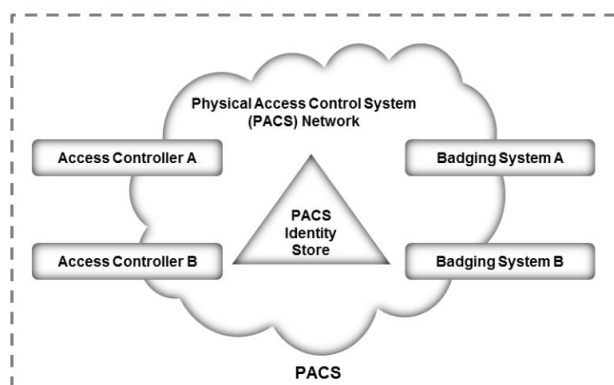 Physical Access Control System
(PACS) Network
Access Controller A
Badging System A
PACS
Identity
Store
Access Controller B
Badging System B
PACS